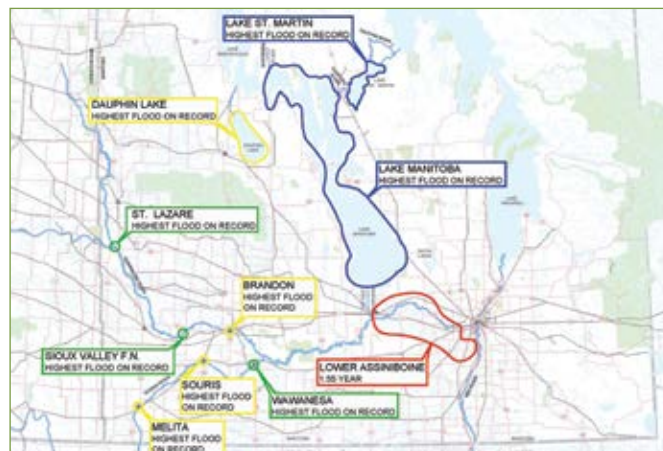 LAKE ST. MARTIN
HIGHEST FLOOD ON RECORD
DAUPHIN LAKE
HIGHEST FLOOD ON RECORD
LAKE MANITOBA
HIGHEST FLOOD ON RECORD
ST. LAZARE
HIGHEST FLOOD ON RECORD
BRANDON
HIGHEST FLOOD
ON RECORD
SIOUX VALLEY F.N.
HIGHEST FLOOD ON RECORD
LOWER ASSINIBOINE
1:55 YEAR
SOURIS
HIGHEST FLOOD
ON RECORD
WAWANESA
HIGHEST FLOOD ON RECORD
MELITA
HIGHEST FLOOD
ON RECORD